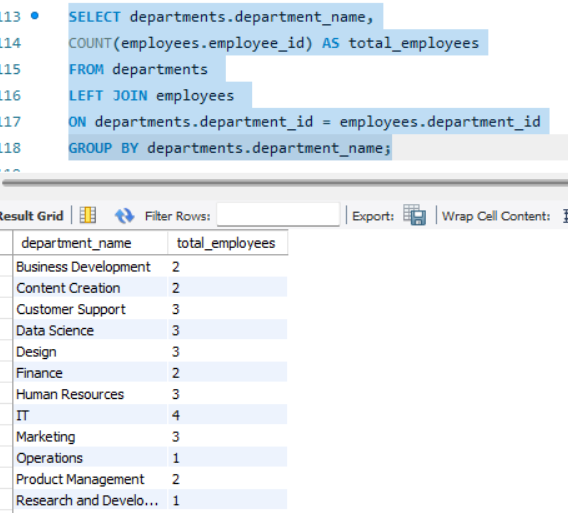 113 SELECT departments.department_name,
114 COUNT(employees.employee_id) AS total_employees
115 FROM departments
116 LEFT JOIN employees
117 ON departments.department_id = employees.department_id
118 GROUP BY departments.department_name;
Result Grid Filter Rows: Export: Wrap Cell Content:
department_name total_employees
Business Development 2
Content Creation 2
Customer Support 3
Data Science 3
Design 3
Finance 2
Human Resources 3
IT 4
Marketing 3
Operations 1
Product Management 2
Research and Develo... 1